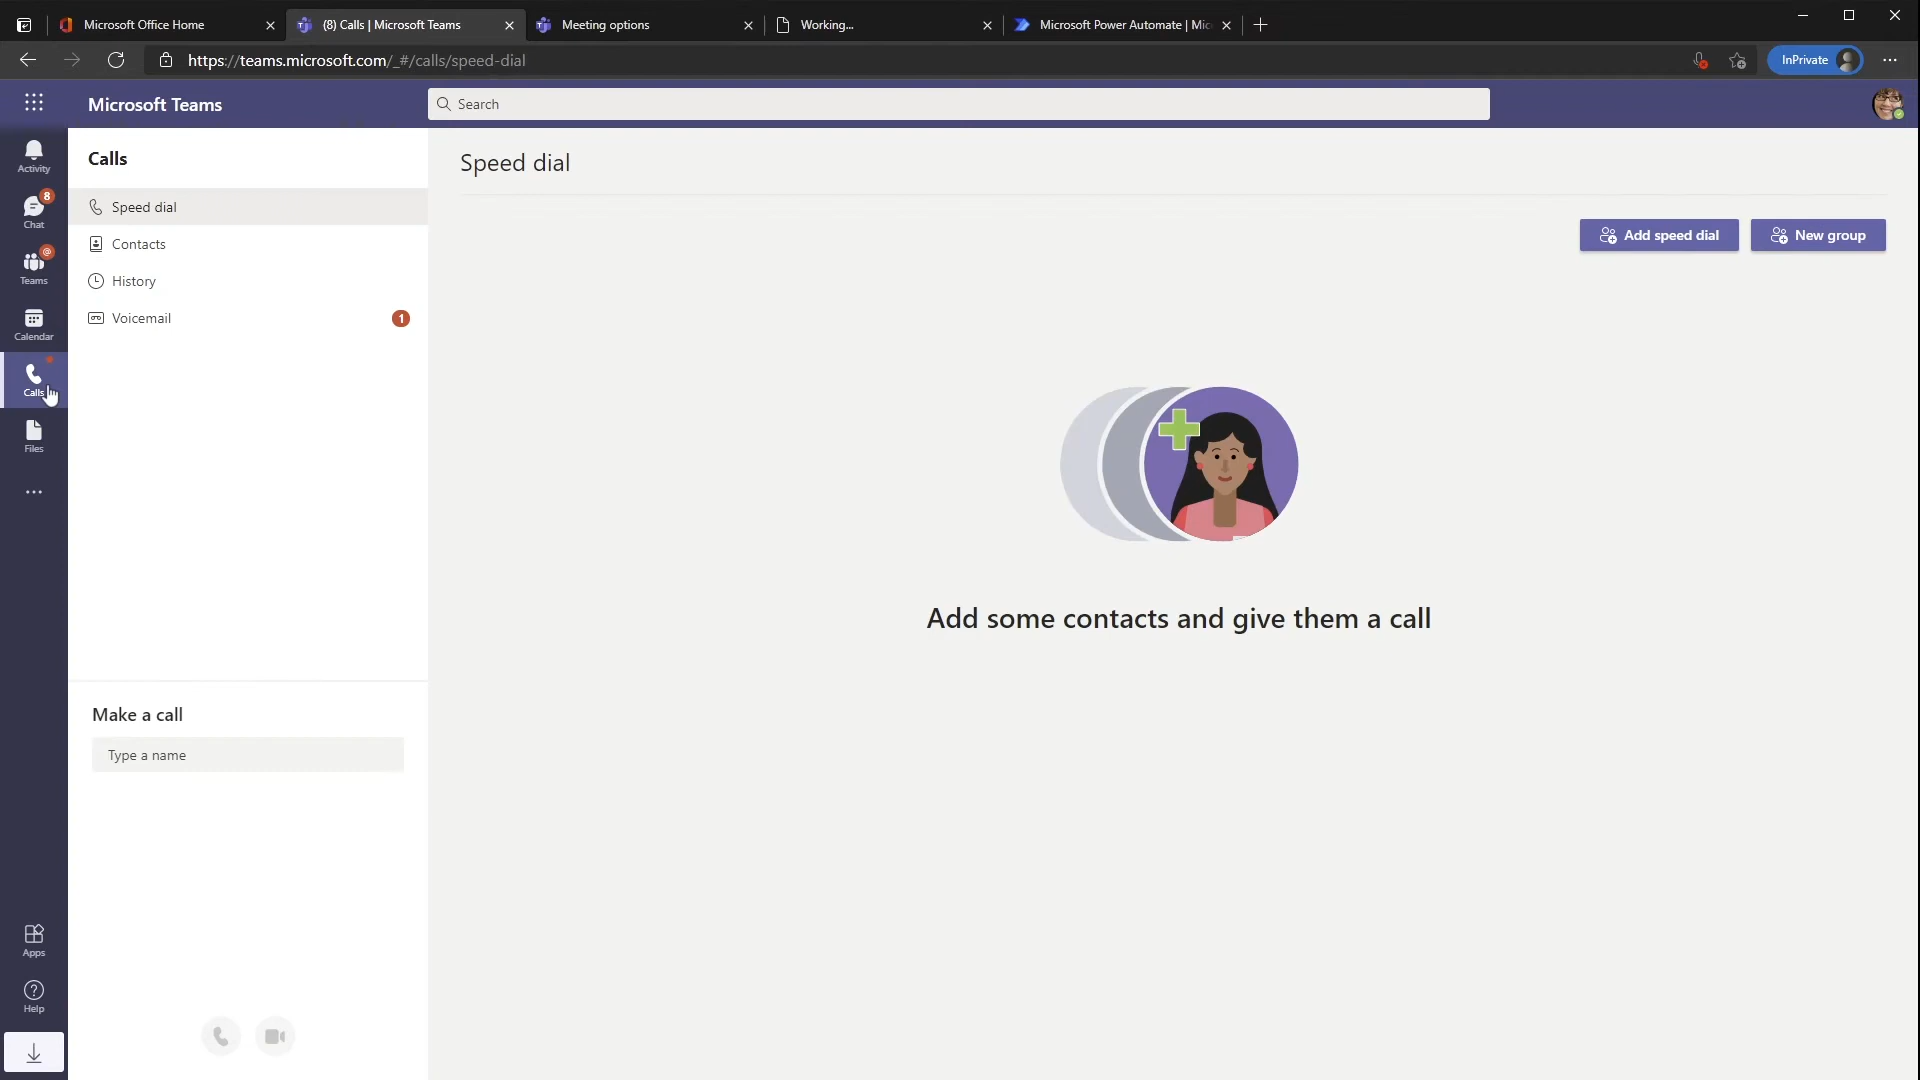 Microsoft Office Home
(8) Calls | Microsoft Teams
Meeting options
Working...
Microsoft Power Automate | Mic
https://teams.microsoft.com/_#/calls/speed-dial
InPrivate
Microsoft Teams
Search
Activity
8
Chat
@
Teams
Calendar
Calls
Files
Apps
Help
Calls
Speed dial
Contacts
History
Voicemail
1
Make a call
Type a name
Speed dial
Add speed dial
New group
Add some contacts and give them a call